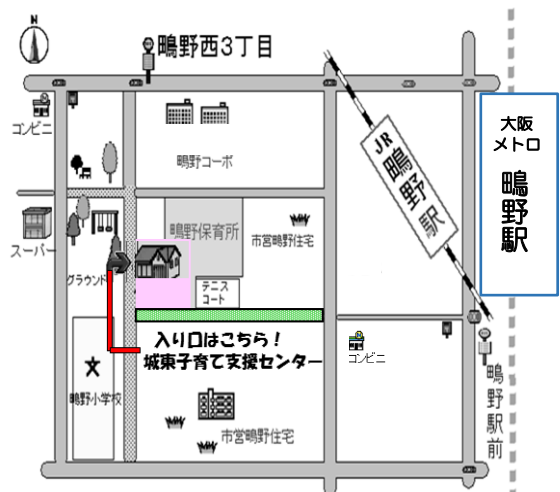 N
鴫野西3丁目
コンビニ
鴫野コーポ
JR
鴫野駅
大阪
メトロ
鴫野駅
スーパー
鴫野保育所
市営鴫野住宅
グラウンド
テニス
コート
入り口はこちら！
城東子育て支援センター
コンビニ
文
鴫野小学校
市営鴫野住宅
鴫野駅前